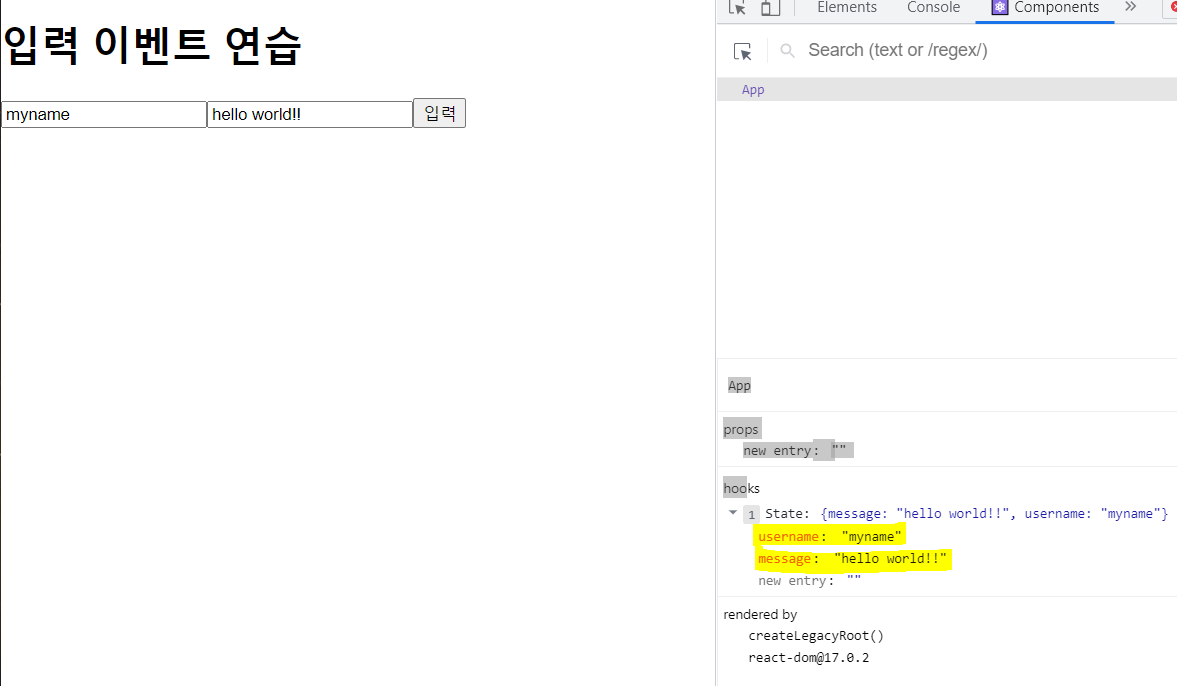 입력 이벤트 연습
myname hello world!! 입력
Elements Console Components
Search (text or /regex/)
App
App
props
new entry: ""
hooks
1 State: {message: "hello world!!", username: "myname"}
username: "myname"
message: "hello world!!"
new entry: ""
rendered by
createLegacyRoot()
react-dom@17.0.2